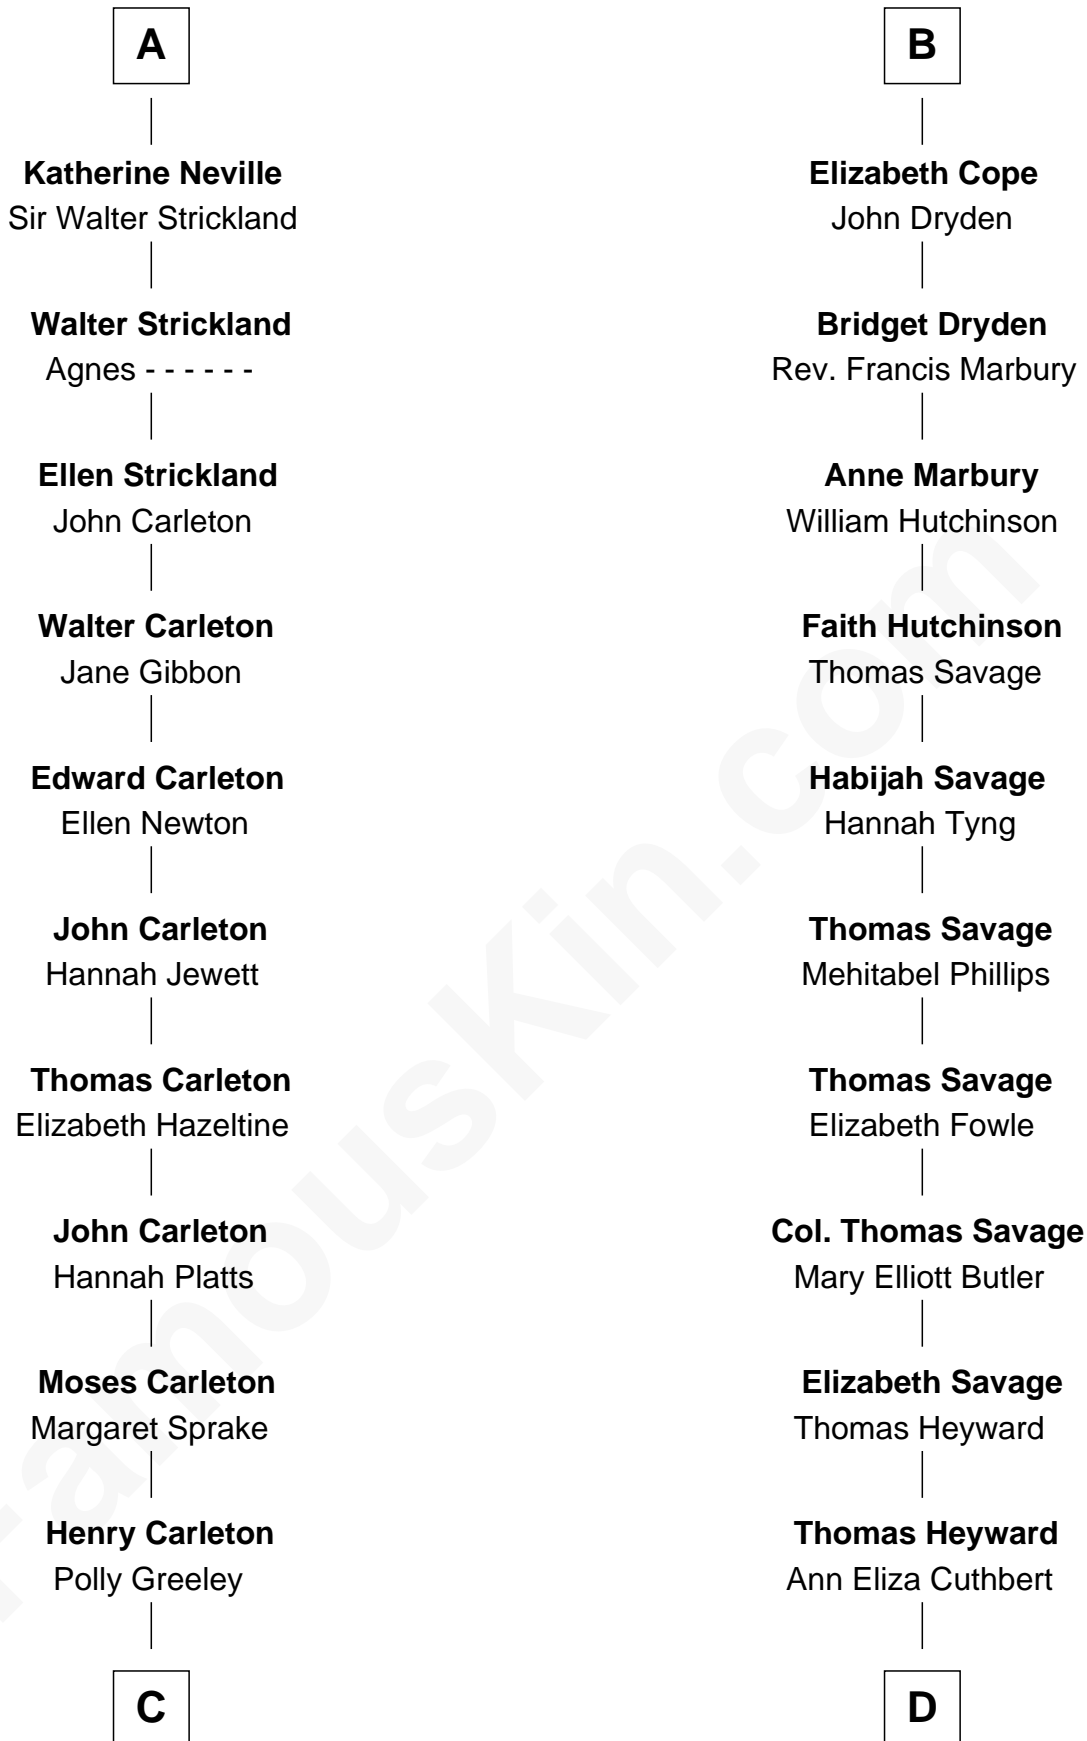 A
Katherine Neville
Sir Walter Strickland
Walter Strickland
Agnes - - - - - -
Ellen Strickland
John Carleton
Walter Carleton
Jane Gibbon
Edward Carleton
Ellen Newton
John Carleton
Hannah Jewett
Thomas Carleton
Elizabeth Hazeltine
John Carleton
Hannah Platts
Moses Carleton
Margaret Sprake
Henry Carleton
Polly Greeley
C
B
Elizabeth Cope
John Dryden
Bridget Dryden
Rev. Francis Marbury
Anne Marbury
William Hutchinson
Faith Hutchinson
Thomas Savage
Habijah Savage
Hannah Tyng
Thomas Savage
Mehitabel Phillips
Thomas Savage
Elizabeth Fowle
Col. Thomas Savage
Mary Elliott Butler
Elizabeth Savage
Thomas Heyward
Thomas Heyward
Ann Eliza Cuthbert
D
FamousKin.com